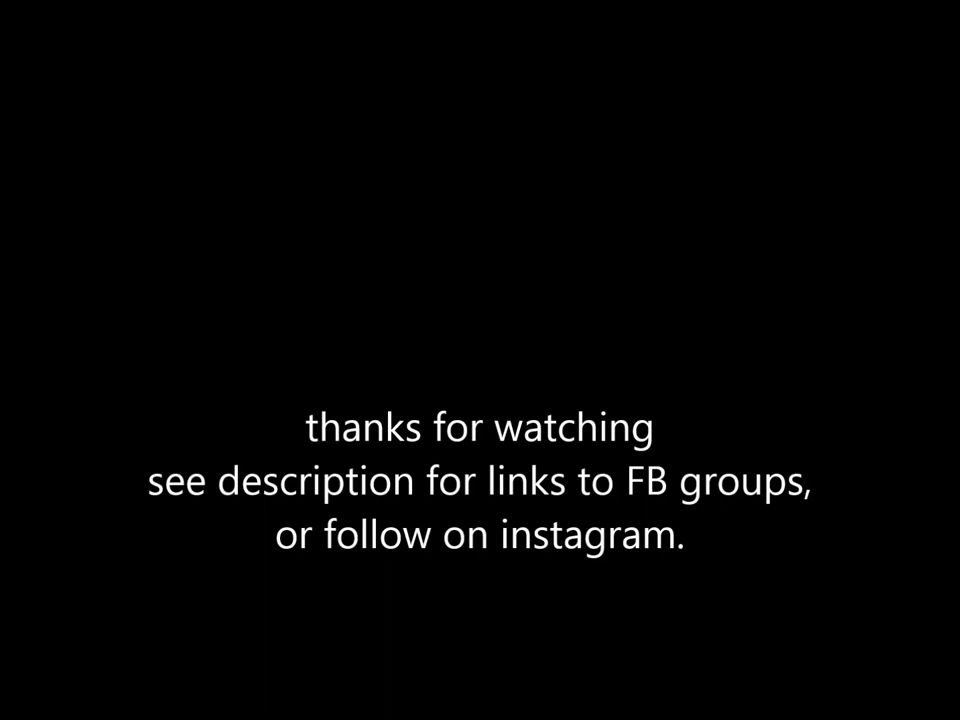 thanks for watching
see description for links to FB groups,
or follow on instagram.